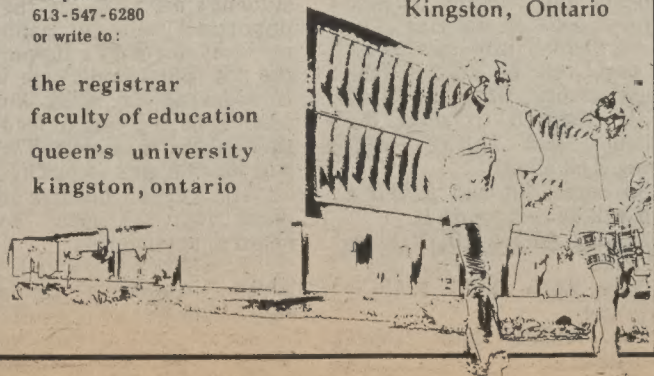 613-547-6280
or write to:
the registrar
faculty of education
queen's university
kingston, ontario
Kingston, Ontario